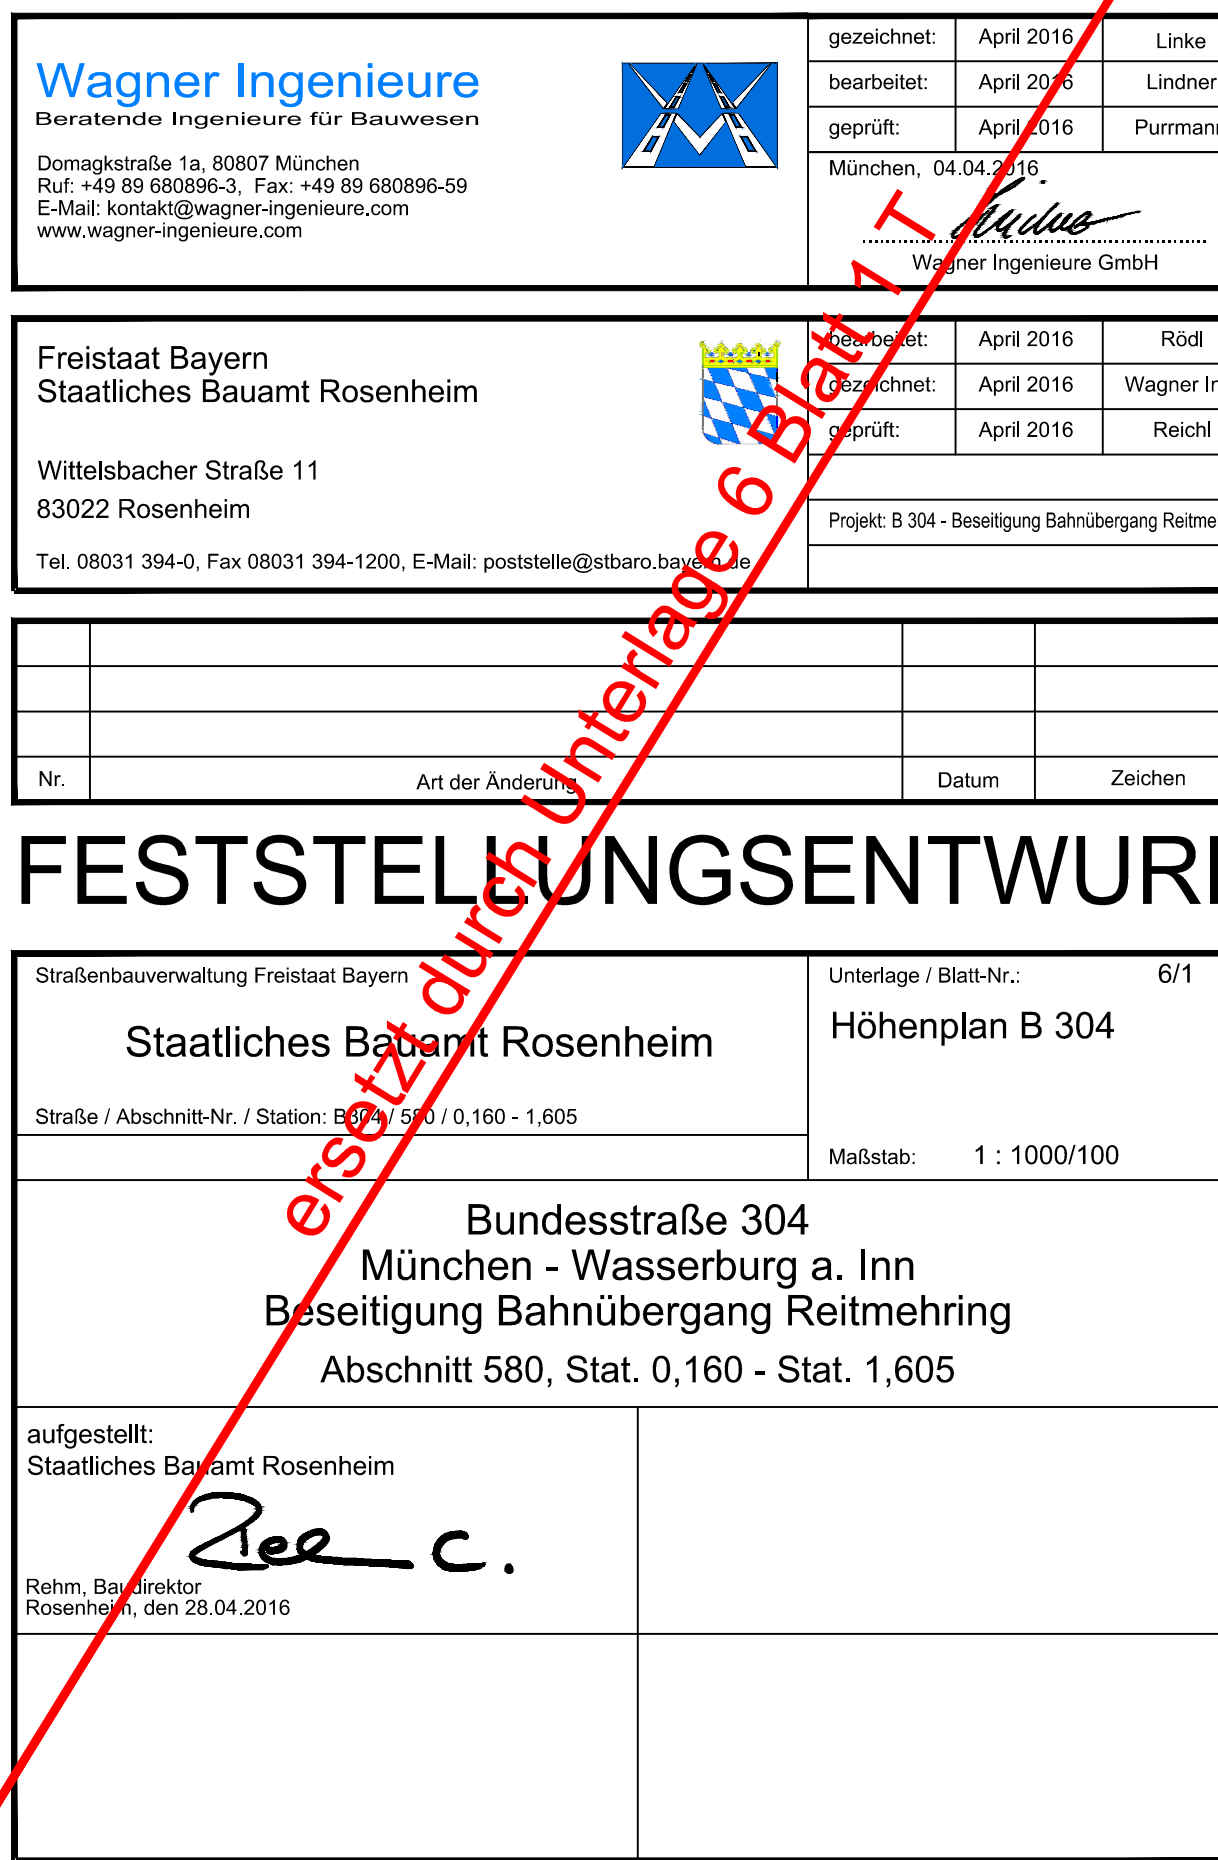 Wagner Ingenieure
Beratende Ingenieure für Bauwesen
Domagkstraße 1a, 80807 München
Ruf: +49 89 680896-3, Fax: +49 89 680896-59
E-Mail: kontakt@wagner-ingenieure.com
www.wagner-ingenieure.com
gezeichnet: April 2016 Linke
bearbeitet: April 2016 Lindner
geprüft: April 2016 Purrmann
München, 04.04.2016
Wagner Ingenieure GmbH
Freistaat Bayern
Staatliches Bauamt Rosenheim
Wittelsbacher Straße 11
83022 Rosenheim
Tel. 08031 394-0, Fax 08031 394-1200, E-Mail: poststelle@stbaro.bayern.de
bearbeitet: April 2016 Rödl
gezeichnet: April 2016 Wagner In
geprüft: April 2016 Reichl
Projekt: B 304 - Beseitigung Bahnübergang Reitme
Nr. Art der Änderung Datum Zeichen
FESTSTELLUNGSENTWURF
Straßenbauverwaltung Freistaat Bayern
Staatliches Bauamt Rosenheim
Straße / Abschnitt-Nr. / Station: B304 / 580 / 0,160 - 1,605
Unterlage / Blatt-Nr.: 6/1
Höhenplan B 304
Maßstab: 1 : 1000/100
Bundesstraße 304
München - Wasserburg a. Inn
Beseitigung Bahnübergang Reitmehring
Abschnitt 580, Stat. 0,160 - Stat. 1,605
aufgestellt:
Staatliches Bauamt Rosenheim
Rehm, Baudirektor
Rosenheim, den 28.04.2016
ersetzt durch Unterlage 6 Blatt 1 T